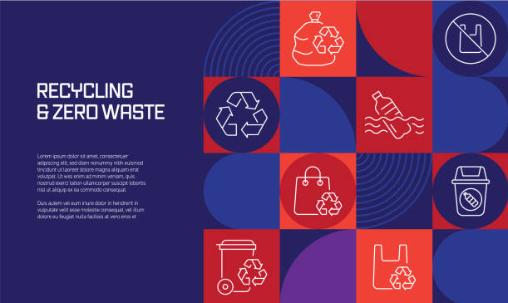 RECYCLING
& ZERO WASTE
Lorem ipsum dolor sit amet, consectetuer
adipiscing elit, sed diam nonummy nibh euismod
tincidunt ut laoreet dolore magna aliquam erat
volutpat. Ut wisi enim ad minim veniam, quis
nostrud exerci tation ullamcorper suscipit lobortis
nisl ut aliquip ex ea commodo consequat.
Duis autem vel eum iriure dolor in hendrerit in
vulputate velit esse molestie consequat, vel illum
dolore eu feugiat nulla facilisis at vero eros et